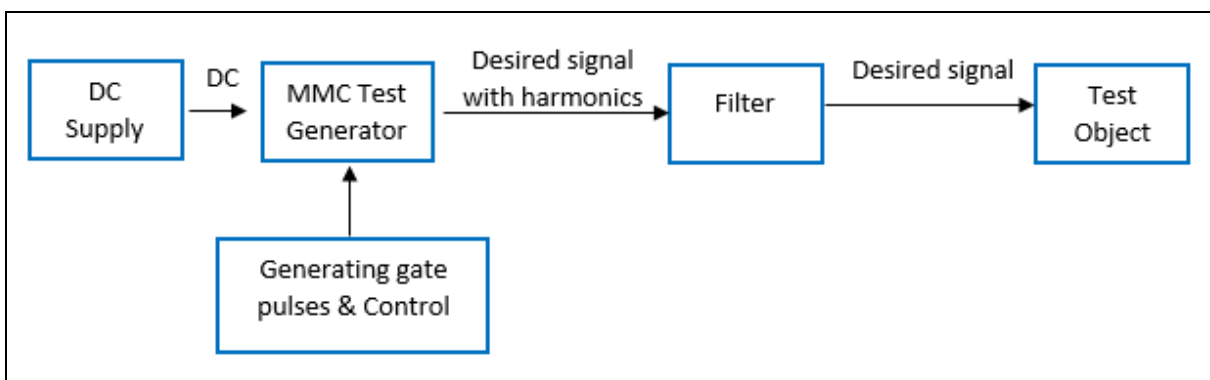 DC
Supply
DC
MMC Test
Generator
Desired signal
with harmonics
Filter
Desired signal
Test
Object
Generating gate
pulses & Control